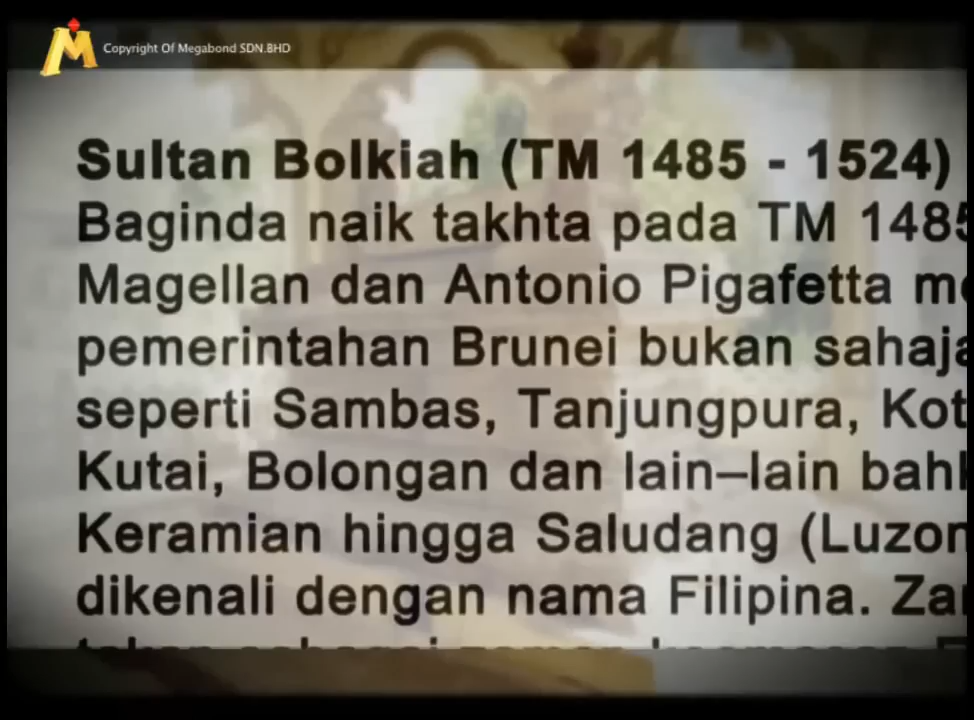 Copyright Of Megabond SDN.BHD
Sultan Bolkiah (TM 1485 - 1524)
Baginda naik takhta pada TM 1485
Magellan dan Antonio Pigafetta
pemerintahan Brunei bukan sahaja
seperti Sambas, Tanjungpura,
Kutai, Bolongan dan lain–lain
Keramian hingga Saludang (Luzon
dikenali dengan nama Filipina.